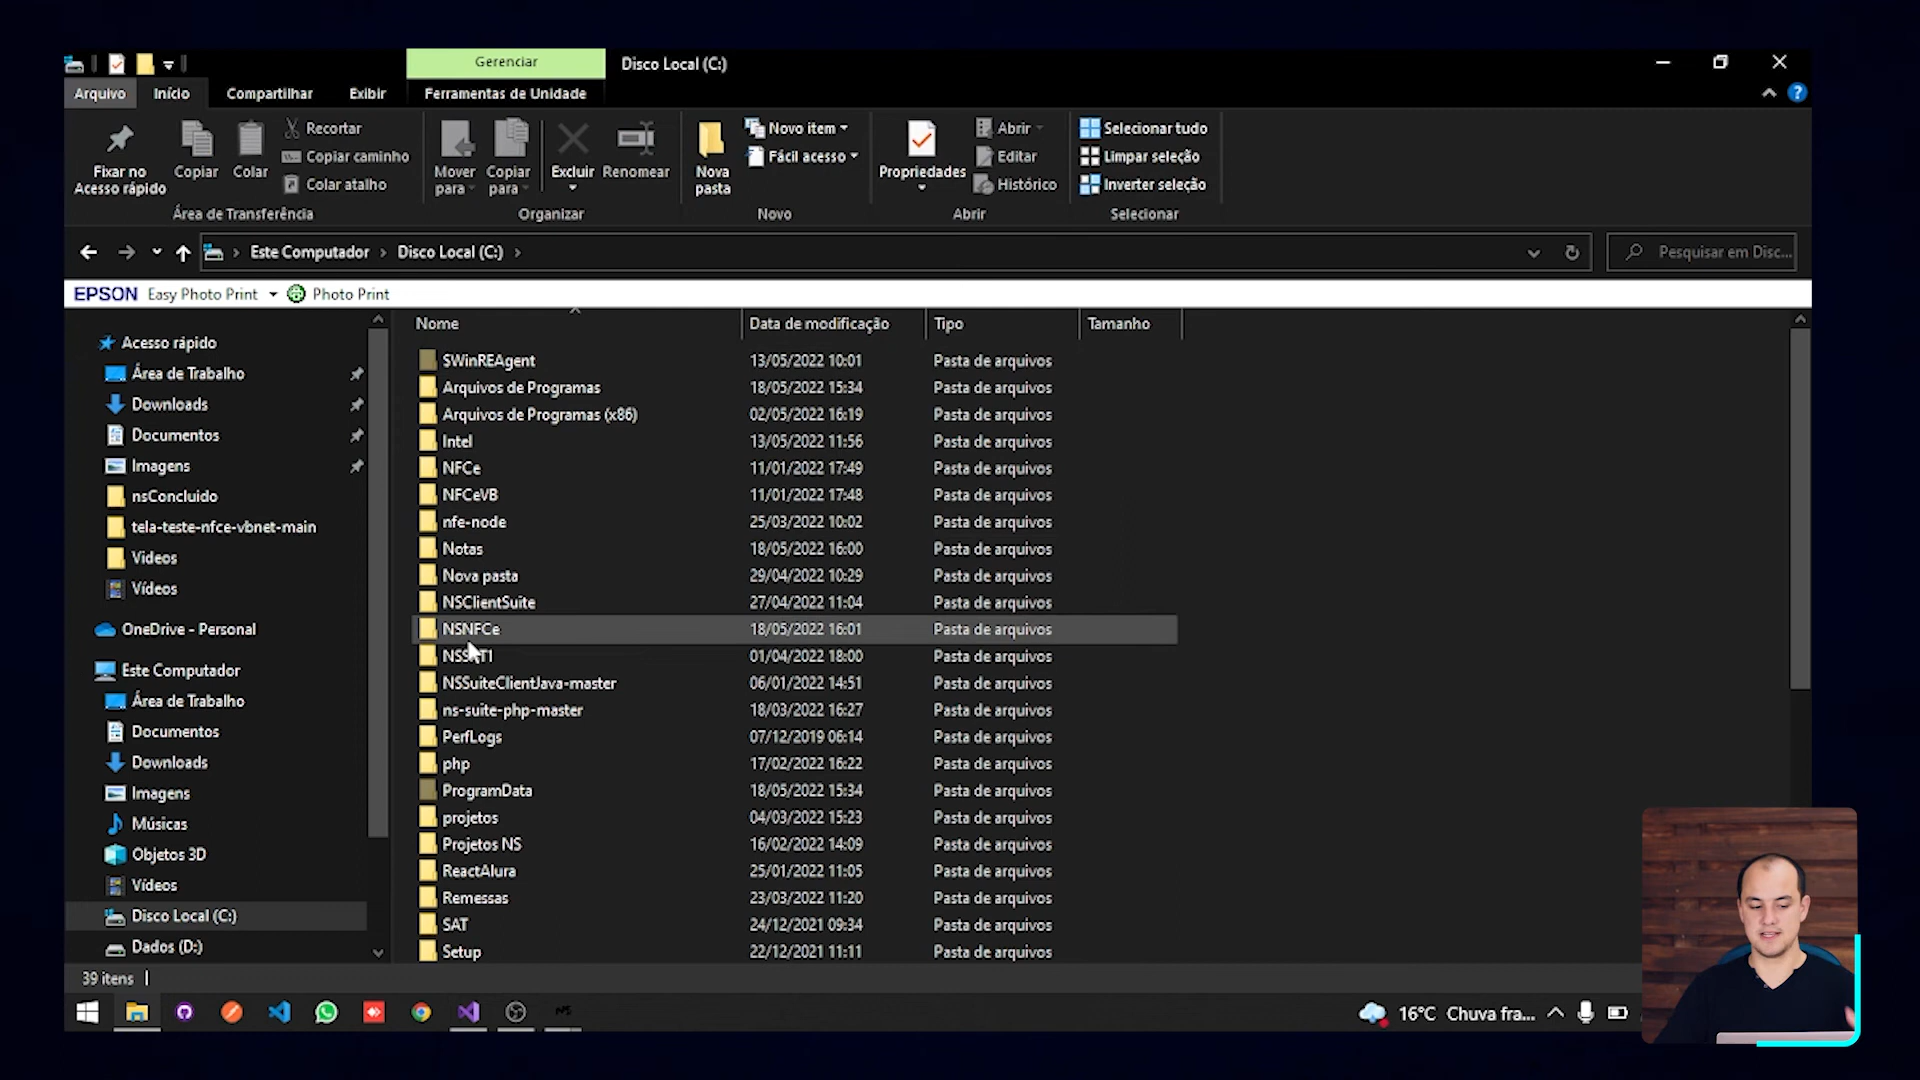 Gerenciar
Disco Local (C:)
Arquivo
Início
Compartilhar
Exibir
Ferramentas de Unidade
Fixar no
Acesso rápido
Copiar
Colar
Recortar
Copiar caminho
Colar atalho
Área de Transferência
Mover
para
Copiar
para
Excluir
Renomear
Organizar
Nova
pasta
Novo item
Fácil acesso
Novo
Propriedades
Abrir
Editar
Histórico
Abrir
Selecionar tudo
Limpar seleção
Inverter seleção
Selecionar
Este Computador > Disco Local (C:) >
Pesquisar em Disc...
EPSON Easy Photo Print Photo Print
Acesso rápido
Área de Trabalho
Downloads
Documentos
Imagens
nsConcluido
tela-teste-nfce-vbnet-main
Videos
Vídeos
OneDrive - Personal
Este Computador
Área de Trabalho
Documentos
Downloads
Imagens
Músicas
Objetos 3D
Vídeos
Disco Local (C:)
Dados (D:)
Nome Data de modificação Tipo Tamanho
$WinREAgent 13/05/2022 10:01 Pasta de arquivos
Arquivos de Programas 18/05/2022 15:34 Pasta de arquivos
Arquivos de Programas (x86) 02/05/2022 16:19 Pasta de arquivos
Intel 13/05/2022 11:56 Pasta de arquivos
NFCe 11/01/2022 17:49 Pasta de arquivos
NFCeVB 11/01/2022 17:48 Pasta de arquivos
nfe-node 25/03/2022 10:02 Pasta de arquivos
Notas 18/05/2022 16:00 Pasta de arquivos
Nova pasta 29/04/2022 10:29 Pasta de arquivos
NSClientSuite 27/04/2022 11:04 Pasta de arquivos
NSNFCe 18/05/2022 16:01 Pasta de arquivos
01/04/2022 18:00 Pasta de arquivos
NSSuiteClientJava-master 06/01/2022 14:51 Pasta de arquivos
ns-suite-php-master 18/03/2022 16:27 Pasta de arquivos
PerfLogs 07/12/2019 06:14 Pasta de arquivos
php 17/02/2022 16:22 Pasta de arquivos
ProgramData 18/05/2022 15:34 Pasta de arquivos
projetos 04/03/2022 15:23 Pasta de arquivos
Projetos NS 16/02/2022 14:09 Pasta de arquivos
ReactAlura 25/01/2022 11:05 Pasta de arquivos
Remessas 23/03/2022 11:20 Pasta de arquivos
SAT 24/12/2021 09:34 Pasta de arquivos
Setup 22/12/2021 11:11 Pasta de arquivos
39 itens
16°C Chuva fra...